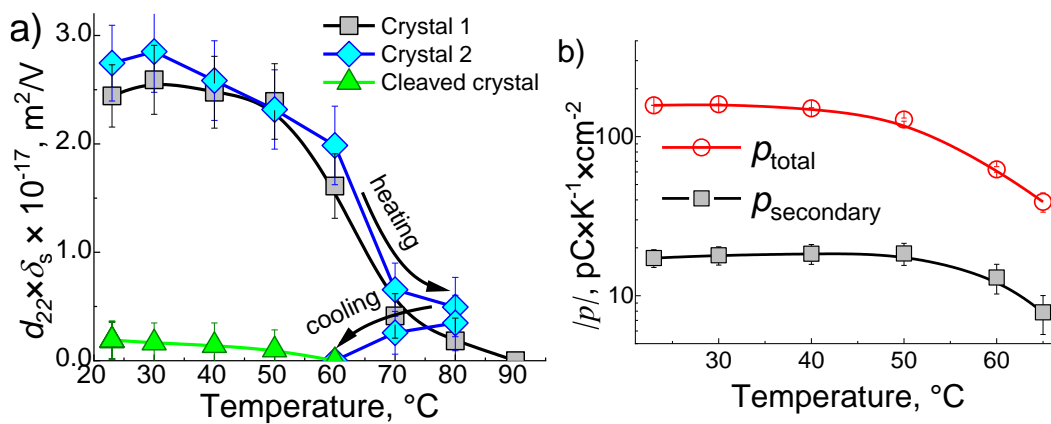 a)
Crystal 1
Crystal 2
Cleaved crystal
heating
cooling
3.0
2.0
1.0
0.0
d22×δs × 10-17, m2/V
20 30 40 50 60 70 80 90
Temperature, °C
b)
ptotal
psecondary
100
10
/p/, pC×K-1×cm-2
30 40 50 60
Temperature, °C